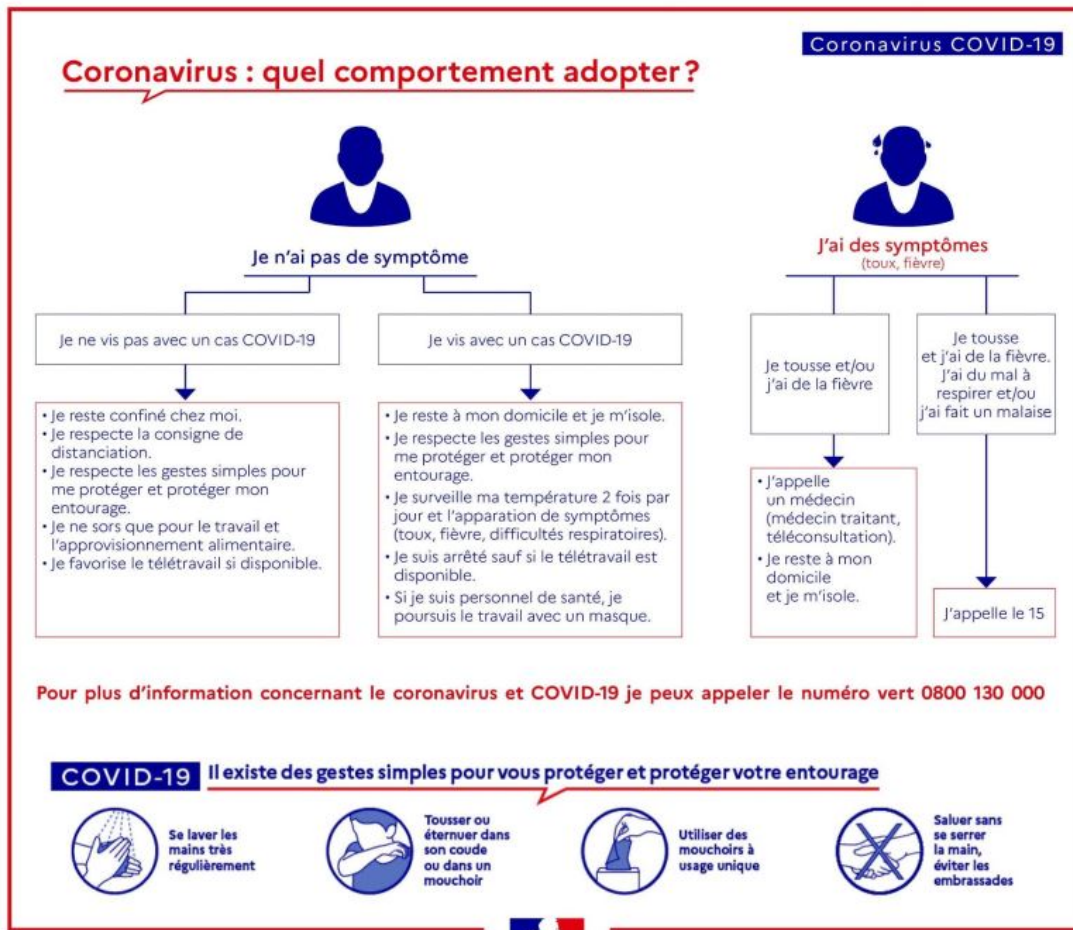 Coronavirus COVID-19
Coronavirus : quel comportement adopter ?
Je n'ai pas de symptôme
Je ne vis pas avec un cas COVID-19
• Je reste confiné chez moi.
• Je respecte la consigne de
distanciation.
• Je respecte les gestes simples pour
me protéger et protéger mon
entourage.
• Je ne sors que pour le travail et
l'approvisionnement alimentaire.
• Je favorise le télétravail si disponible.
Je vis avec un cas COVID-19
• Je reste à mon domicile et je m'isole.
• Je respecte les gestes simples pour
me protéger et protéger mon
entourage.
• Je surveille ma température 2 fois par
jour et l'apparation de symptômes
(toux, fièvre, difficultés respiratoires).
• Je suis arrêté sauf si le télétravail est
disponible.
• Si je suis personnel de santé, je
poursuis le travail avec un masque.
J'ai des symptômes
(toux, fièvre)
Je tousse et/ou
j'ai de la fièvre
• J'appelle
un médecin
(médecin traitant,
téléconsultation).
• Je reste à mon
domicile
et je m'isole.
Je tousse
et j'ai de la fièvre.
J'ai du mal à
respirer et/ou
j'ai fait un malaise
J'appelle le 15
Pour plus d'information concernant le coronavirus et COVID-19 je peux appeler le numéro vert 0800 130 000
COVID-19 Il existe des gestes simples pour vous protéger et protéger votre entourage
Se laver les
mains très
régulièrement
Tousser ou
éternuer dans
son coude
ou dans un
mouchoir
Utiliser des
mouchoirs à
usage unique
Saluer sans
se serrer
la main,
éviter les
embrassades